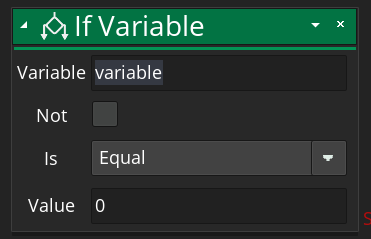 If Variable
Variable variable
Not
Is Equal
Value 0